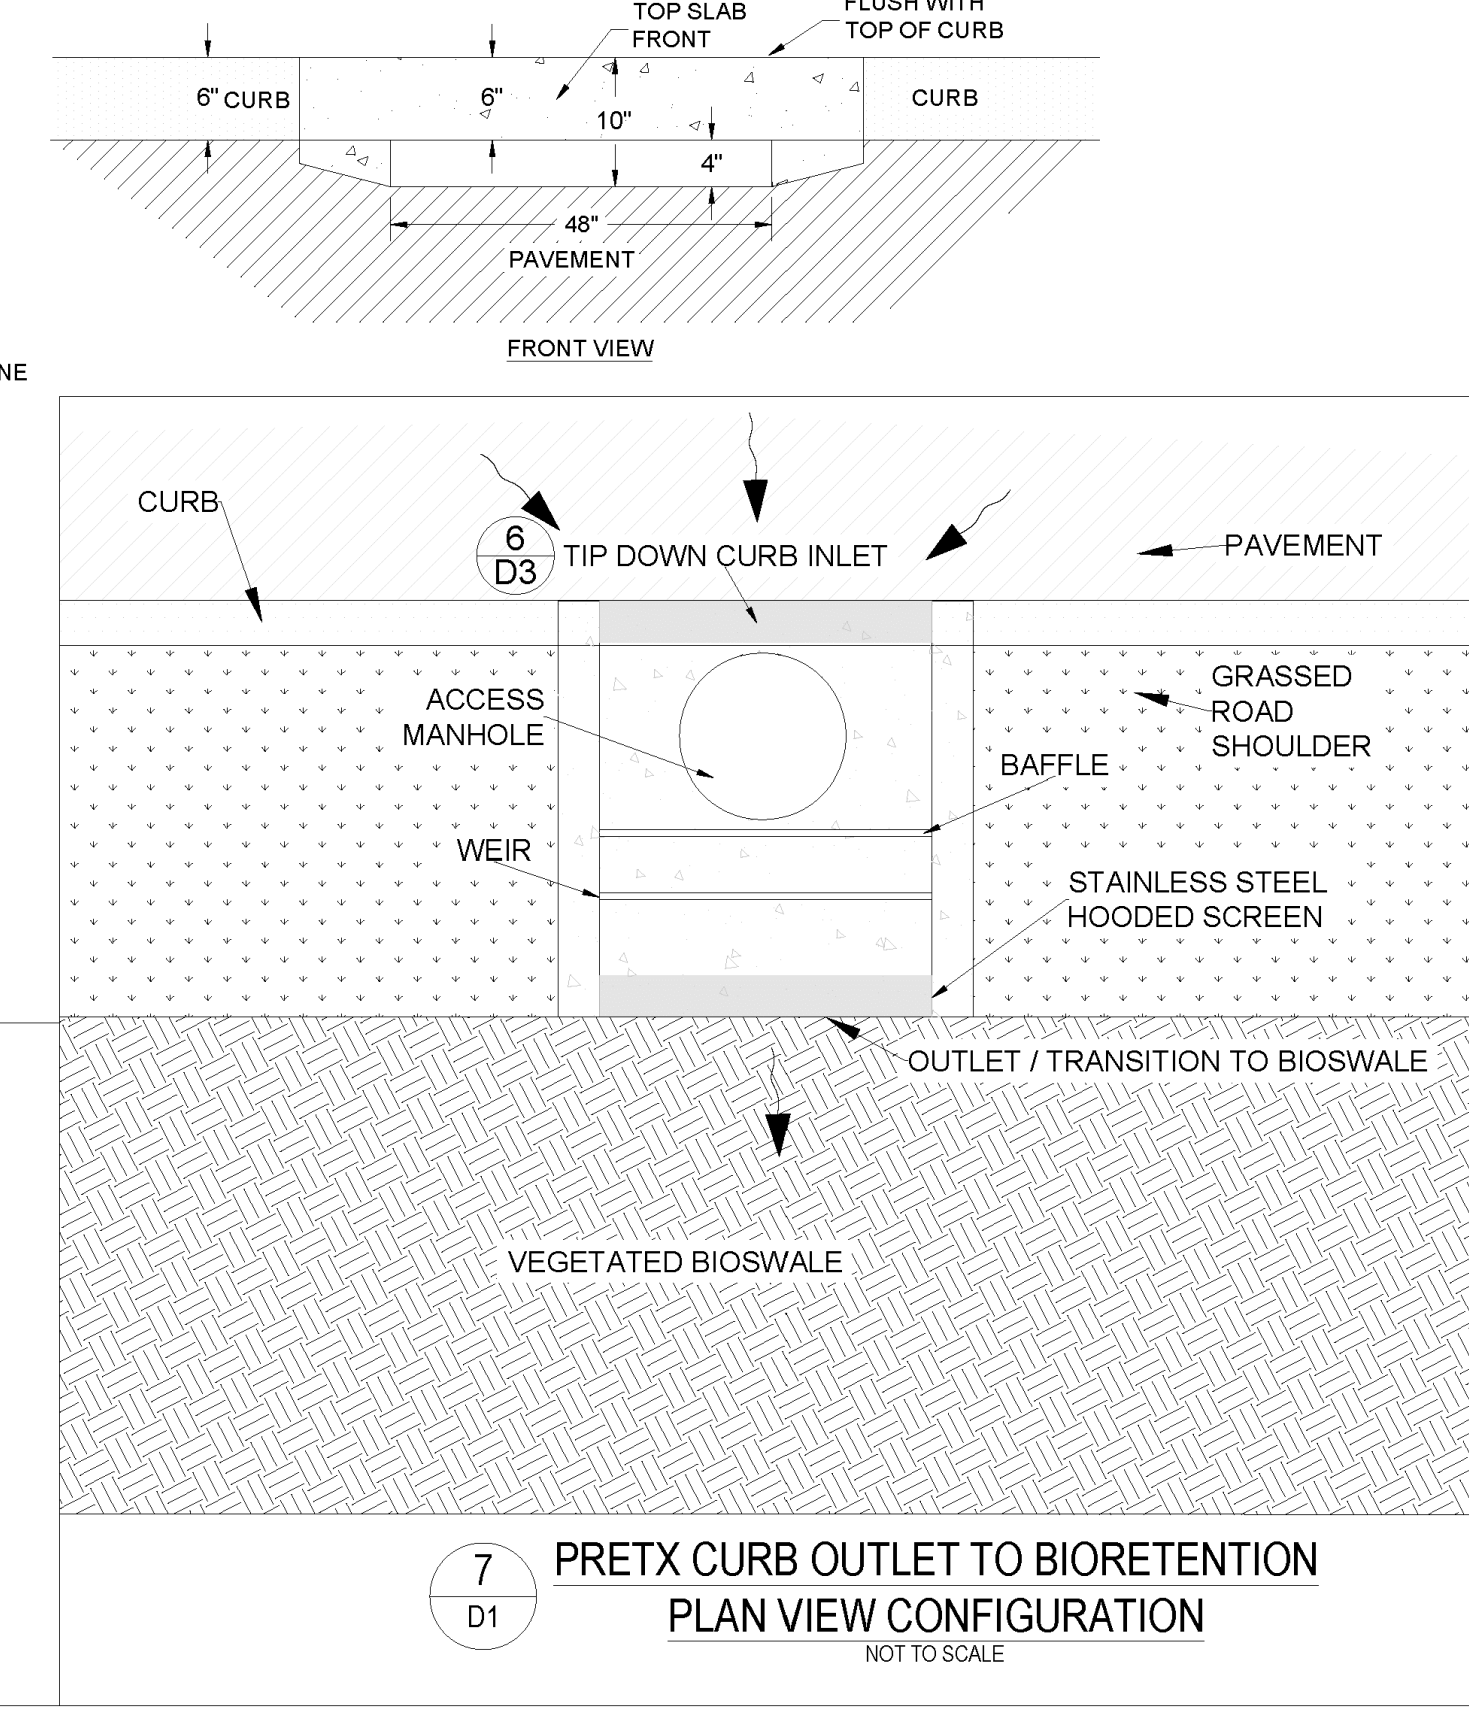 TOP SLAB
FRONT
FLUSH WITH
TOP OF CURB
6" CURB
6"
10"
4"
CURB
48"
PAVEMENT
FRONT VIEW
NE
CURB
6
D3
TIP DOWN CURB INLET
PAVEMENT
ACCESS
MANHOLE
GRASSED
ROAD
SHOULDER
BAFFLE
WEIR
STAINLESS STEEL
HOODED SCREEN
OUTLET / TRANSITION TO BIOSWALE
VEGETATED BIOSWALE
7
D1
PRETX CURB OUTLET TO BIORETENTION
PLAN VIEW CONFIGURATION
NOT TO SCALE